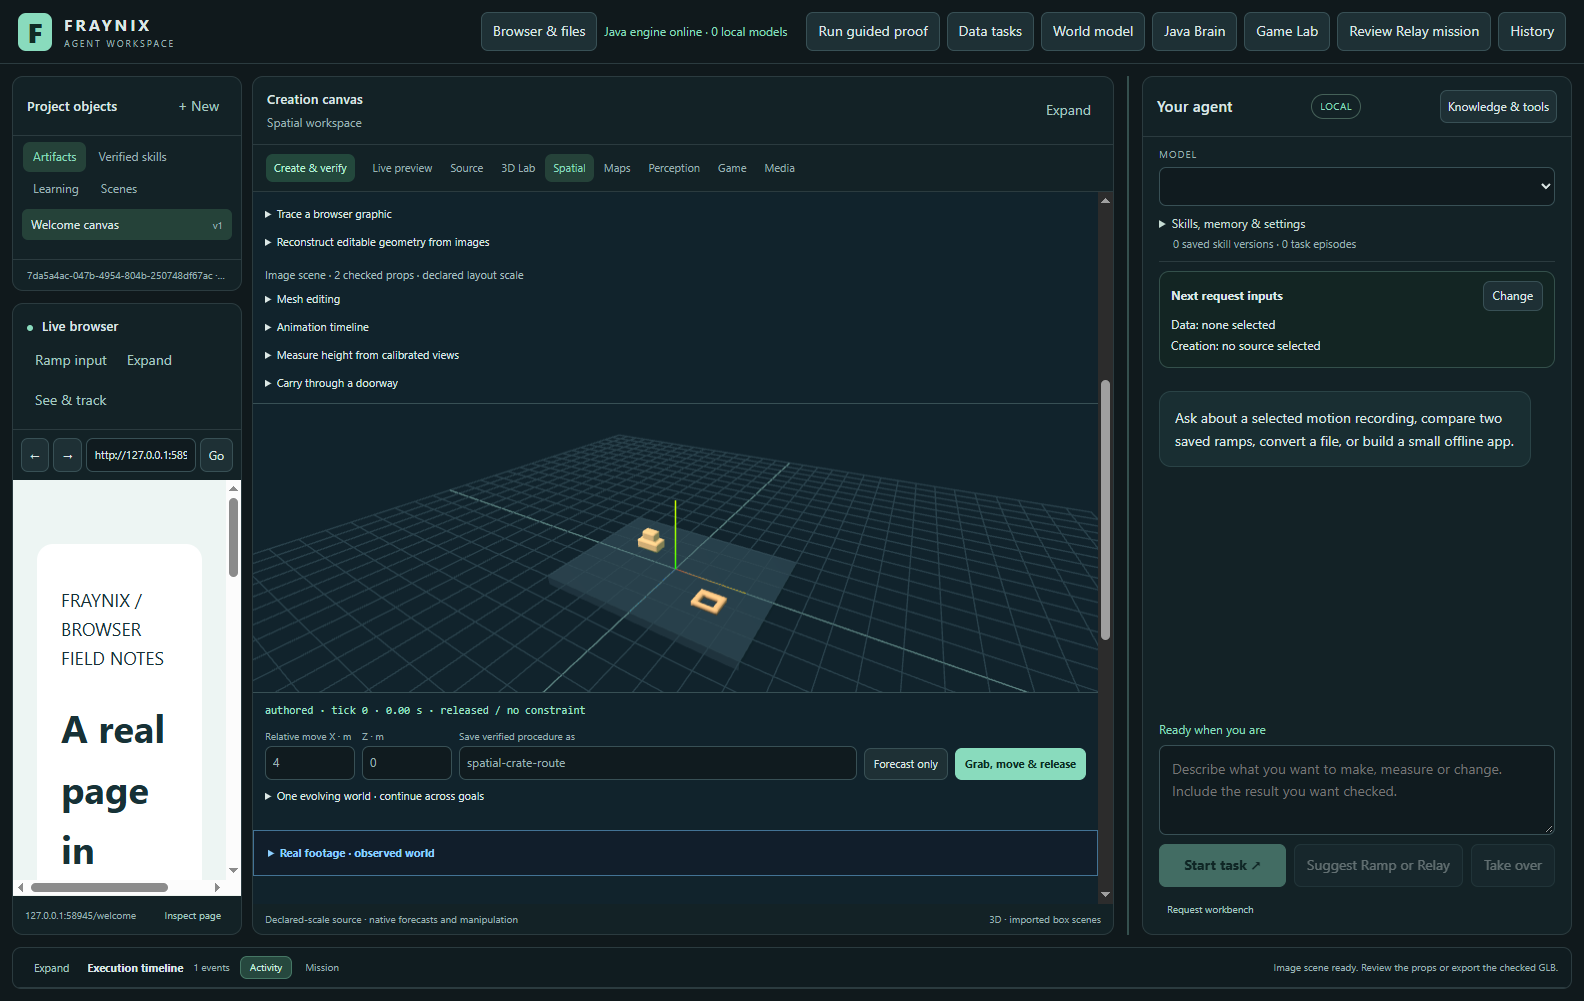 F
FRAYNIX
AGENT WORKSPACE
Browser & files
Java engine online · 0 local models
Run guided proof
Data tasks
World model
Java Brain
Game Lab
Review Relay mission
History
Project objects
+ New
Artifacts
Verified skills
Learning
Scenes
Welcome canvas
v1
7da5a4ac-047b-4954-804b-250748df67ac ·...
Live browser
Ramp input
Expand
See & track
←
→
http://127.0.0.1:589
Go
FRAYNIX /
BROWSER
FIELD NOTES
A real
page
in
127.0.0.1:58945/welcome
Inspect page
Creation canvas
Spatial workspace
Expand
Create & verify
Live preview
Source
3D Lab
Spatial
Maps
Perception
Game
Media
Trace a browser graphic
Reconstruct editable geometry from images
Image scene · 2 checked props · declared layout scale
Mesh editing
Animation timeline
Measure height from calibrated views
Carry through a doorway
authored · tick 0 · 0.00 s · released / no constraint
Relative move X · m
Z · m
Save verified procedure as
4
0
spatial-crate-route
Forecast only
Grab, move & release
One evolving world · continue across goals
Real footage · observed world
Declared-scale source · native forecasts and manipulation
3D · imported box scenes
Your agent
LOCAL
Knowledge & tools
MODEL
Skills, memory & settings
0 saved skill versions · 0 task episodes
Next request inputs
Change
Data: none selected
Creation: no source selected
Ask about a selected motion recording, compare two
saved ramps, convert a file, or build a small offline app.
Ready when you are
Describe what you want to make, measure or change.
Include the result you want checked.
Start task ↗
Suggest Ramp or Relay
Take over
Request workbench
Expand
Execution timeline
1 events
Activity
Mission
Image scene ready. Review the props or export the checked GLB.